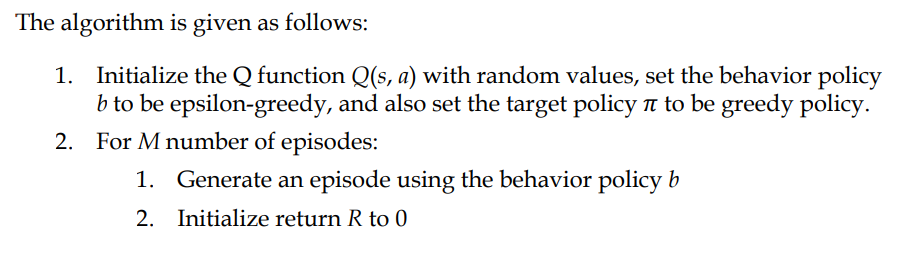 The algorithm is given as follows:
1. Initialize the Q function Q(s, a) with random values, set the behavior policy
b to be epsilon-greedy, and also set the target policy π to be greedy policy.
2. For M number of episodes:
1. Generate an episode using the behavior policy b
2. Initialize return R to 0